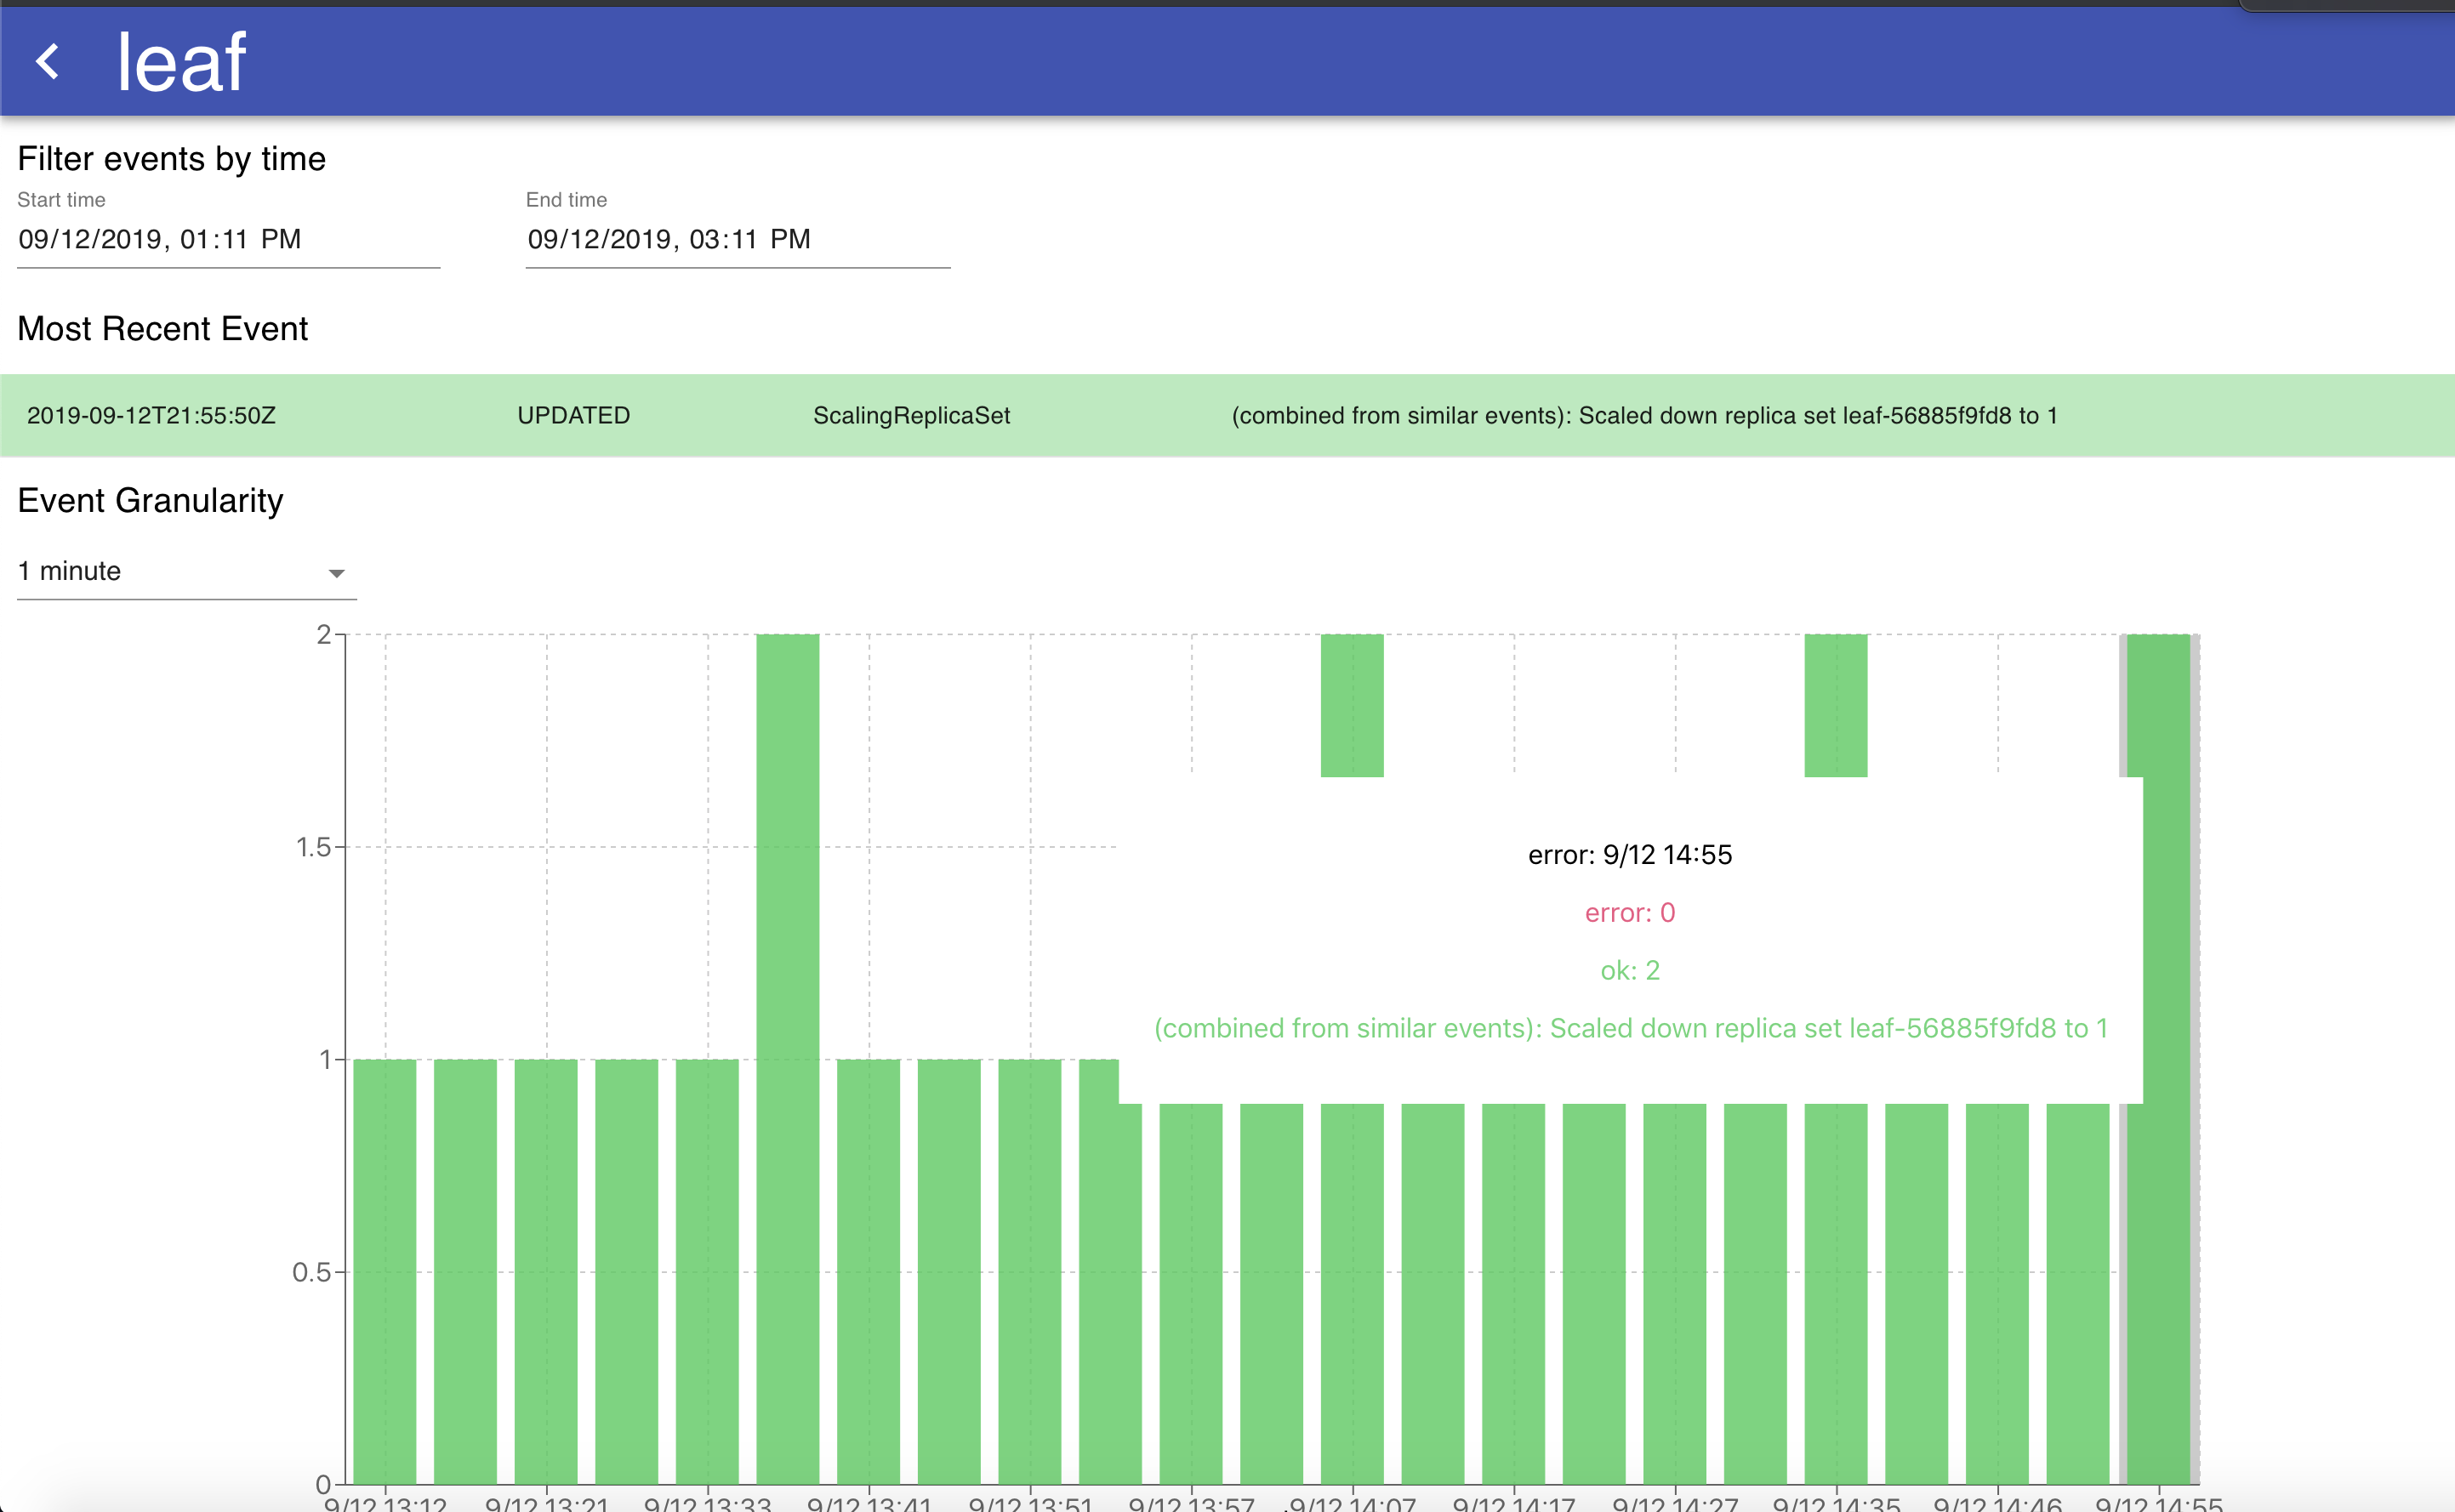 leaf
Filter events by time
Start time End time
09/12/2019, 01:11 PM 09/12/2019, 03:11 PM
Most Recent Event
2019-09-12T21:55:50Z UPDATED ScalingReplicaSet (combined from similar events): Scaled down replica set leaf-56885f9fd8 to 1
Event Granularity
1 minute
2
1.5
error: 9/12 14:55
error: 0
ok: 2
(combined from similar events): Scaled down replica set leaf-56885f9fd8 to 1
1
0.5
0
9/12 13:12 9/12 13:21 9/12 13:33 9/12 13:41 9/12 13:51 9/12 13:57 9/12 14:07 9/12 14:17 9/12 14:27 9/12 14:35 9/12 14:46 9/12 14:55